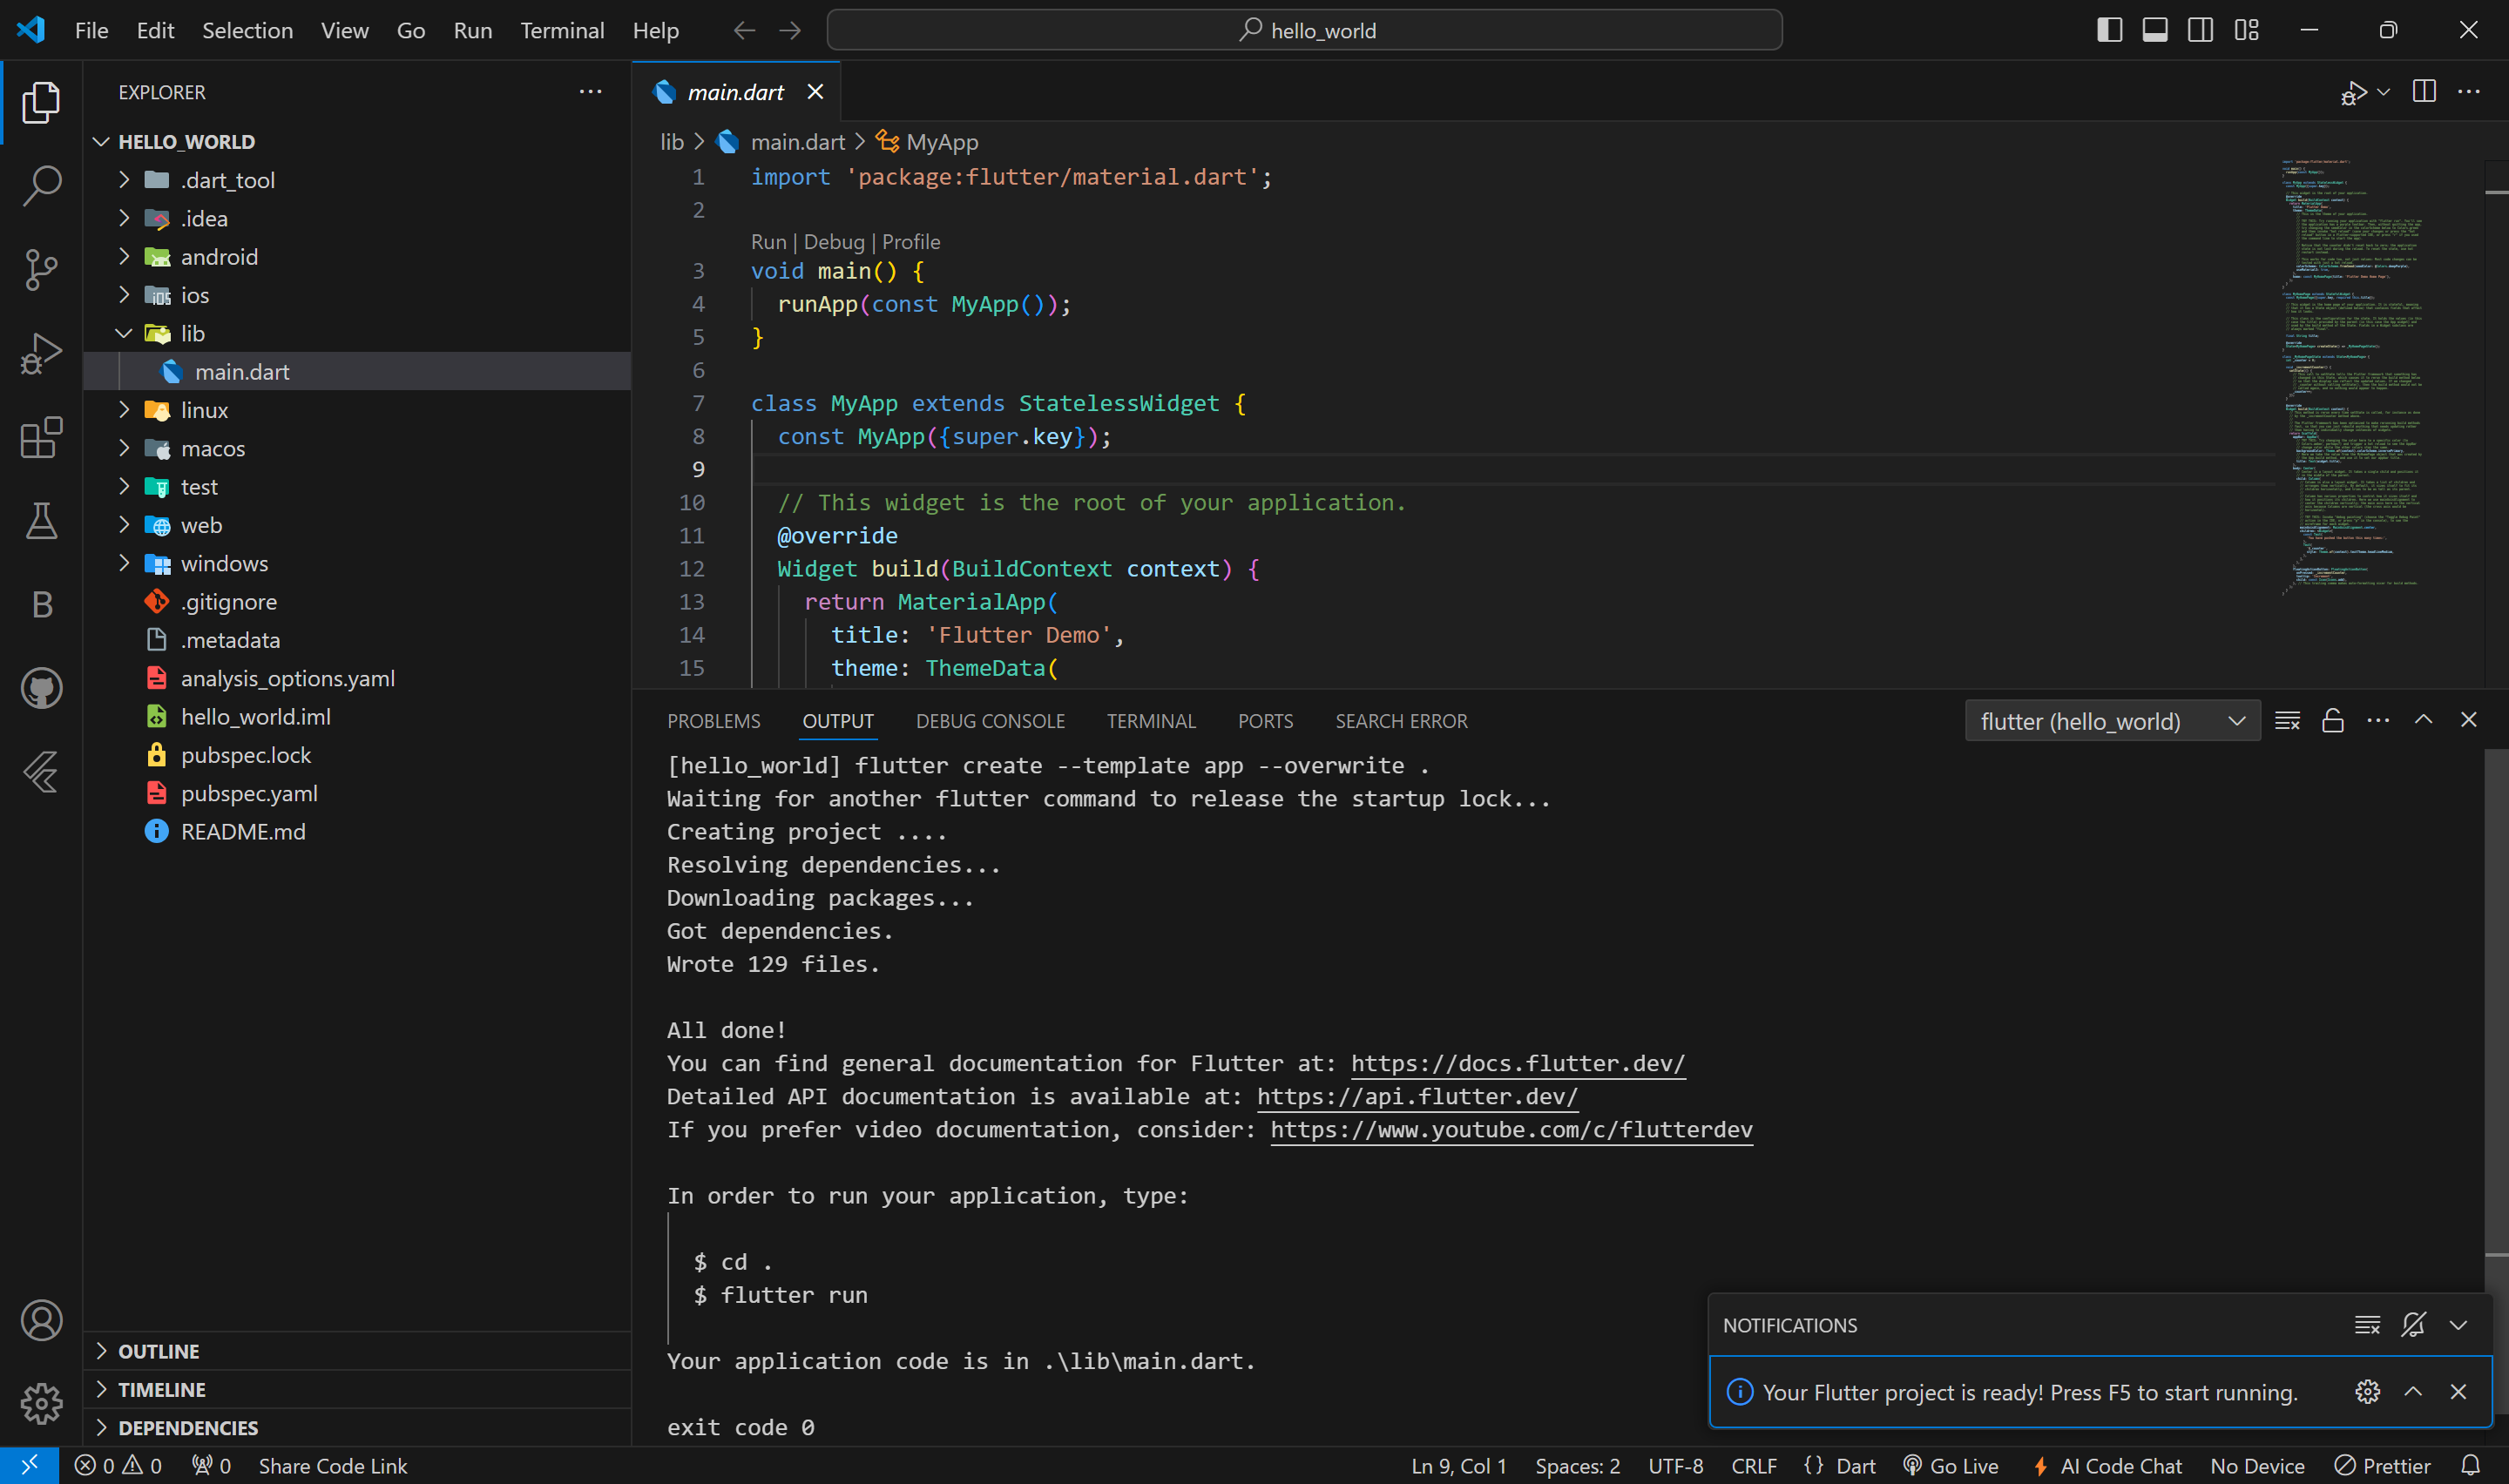 File Edit Selection View Go Run Terminal Help
hello_world
EXPLORER
HELLO_WORLD
.dart_tool
.idea
android
ios
lib
main.dart
linux
macos
test
web
windows
.gitignore
.metadata
analysis_options.yaml
hello_world.iml
pubspec.lock
pubspec.yaml
README.md
OUTLINE
TIMELINE
DEPENDENCIES
main.dart
lib > main.dart > MyApp
1 import 'package:flutter/material.dart';
2
Run | Debug | Profile
3 void main() {
4 runApp(const MyApp());
5 }
6
7 class MyApp extends StatelessWidget {
8 const MyApp({super.key});
9
10 // This widget is the root of your application.
11 @override
12 Widget build(BuildContext context) {
13 return MaterialApp(
14 title: 'Flutter Demo',
15 theme: ThemeData(
PROBLEMS OUTPUT DEBUG CONSOLE TERMINAL PORTS SEARCH ERROR
flutter (hello_world)
[hello_world] flutter create --template app --overwrite .
Waiting for another flutter command to release the startup lock...
Creating project ....
Resolving dependencies...
Downloading packages...
Got dependencies.
Wrote 129 files.
All done!
You can find general documentation for Flutter at: https://docs.flutter.dev/
Detailed API documentation is available at: https://api.flutter.dev/
If you prefer video documentation, consider: https://www.youtube.com/c/flutterdev
In order to run your application, type:
$ cd .
$ flutter run
Your application code is in .\lib\main.dart.
exit code 0
NOTIFICATIONS
Your Flutter project is ready! Press F5 to start running.
0 0 0 Share Code Link
Ln 9, Col 1 Spaces: 2 UTF-8 CRLF {} Dart Go Live AI Code Chat No Device Prettier